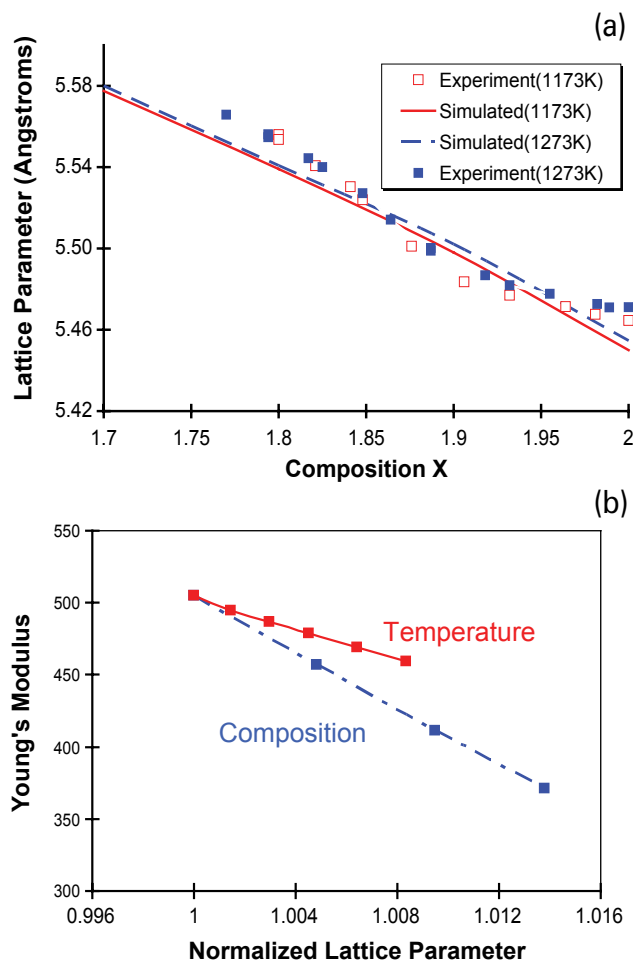 (a)
Lattice Parameter (Angstroms)
5.58
5.54
5.50
5.46
5.42
Experiment(1173K)
Simulated(1173K)
Simulated(1273K)
Experiment(1273K)
1.7 1.75 1.8 1.85 1.9 1.95 2
Composition X
(b)
Young's Modulus
550
500
450
400
350
300
Temperature
Composition
0.996 1 1.004 1.008 1.012 1.016
Normalized Lattice Parameter